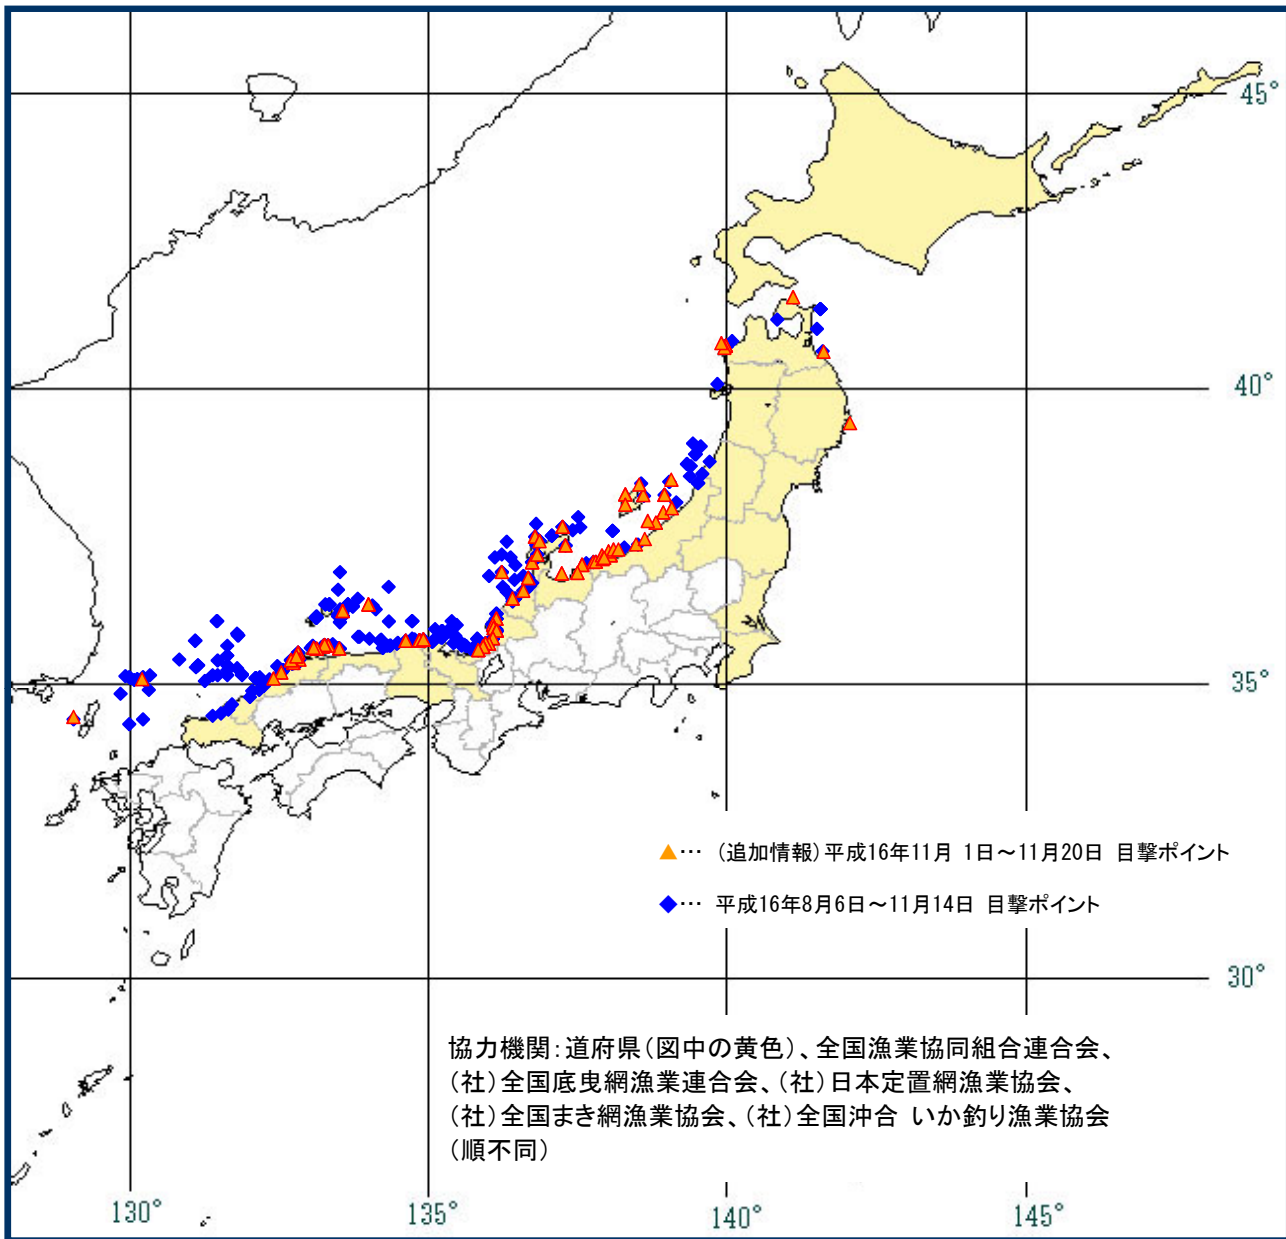 45°
40°
35°
▲… (追加情報)平成16年11月 1日～11月20日 目撃ポイント
◆… 平成16年8月6日～11月14日 目撃ポイント
30°
協力機関:道府県(図中の黄色)、全国漁業協同組合連合会、
(社)全国底曳網漁業連合会、(社)日本定置網漁業協会、
(社)全国まき網漁業協会、(社)全国沖合 いか釣り漁業協会
(順不同)
130° 135° 140° 145°